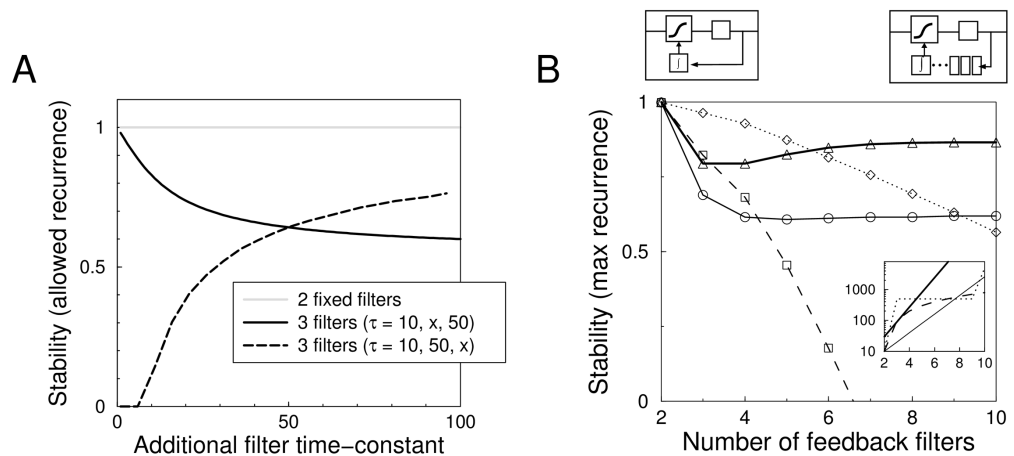 A
Stability (allowed recurrence)
1
0.5
0
0
50
100
Additional filter time−constant
2 fixed filters
3 filters (τ = 10, x, 50)
3 filters (τ = 10, 50, x)
B
∫
∫
Stability (max recurrence)
1
0.5
0
2
4
6
8
10
Number of feedback filters
1000
100
10
2
4
6
8
10